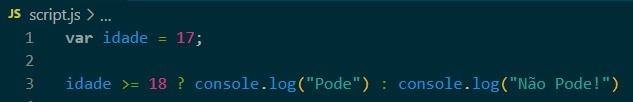 JS script.js > ...
1 var idade = 17;
2
3 idade >= 18 ? console.log("Pode") : console.log("Não Pode!")